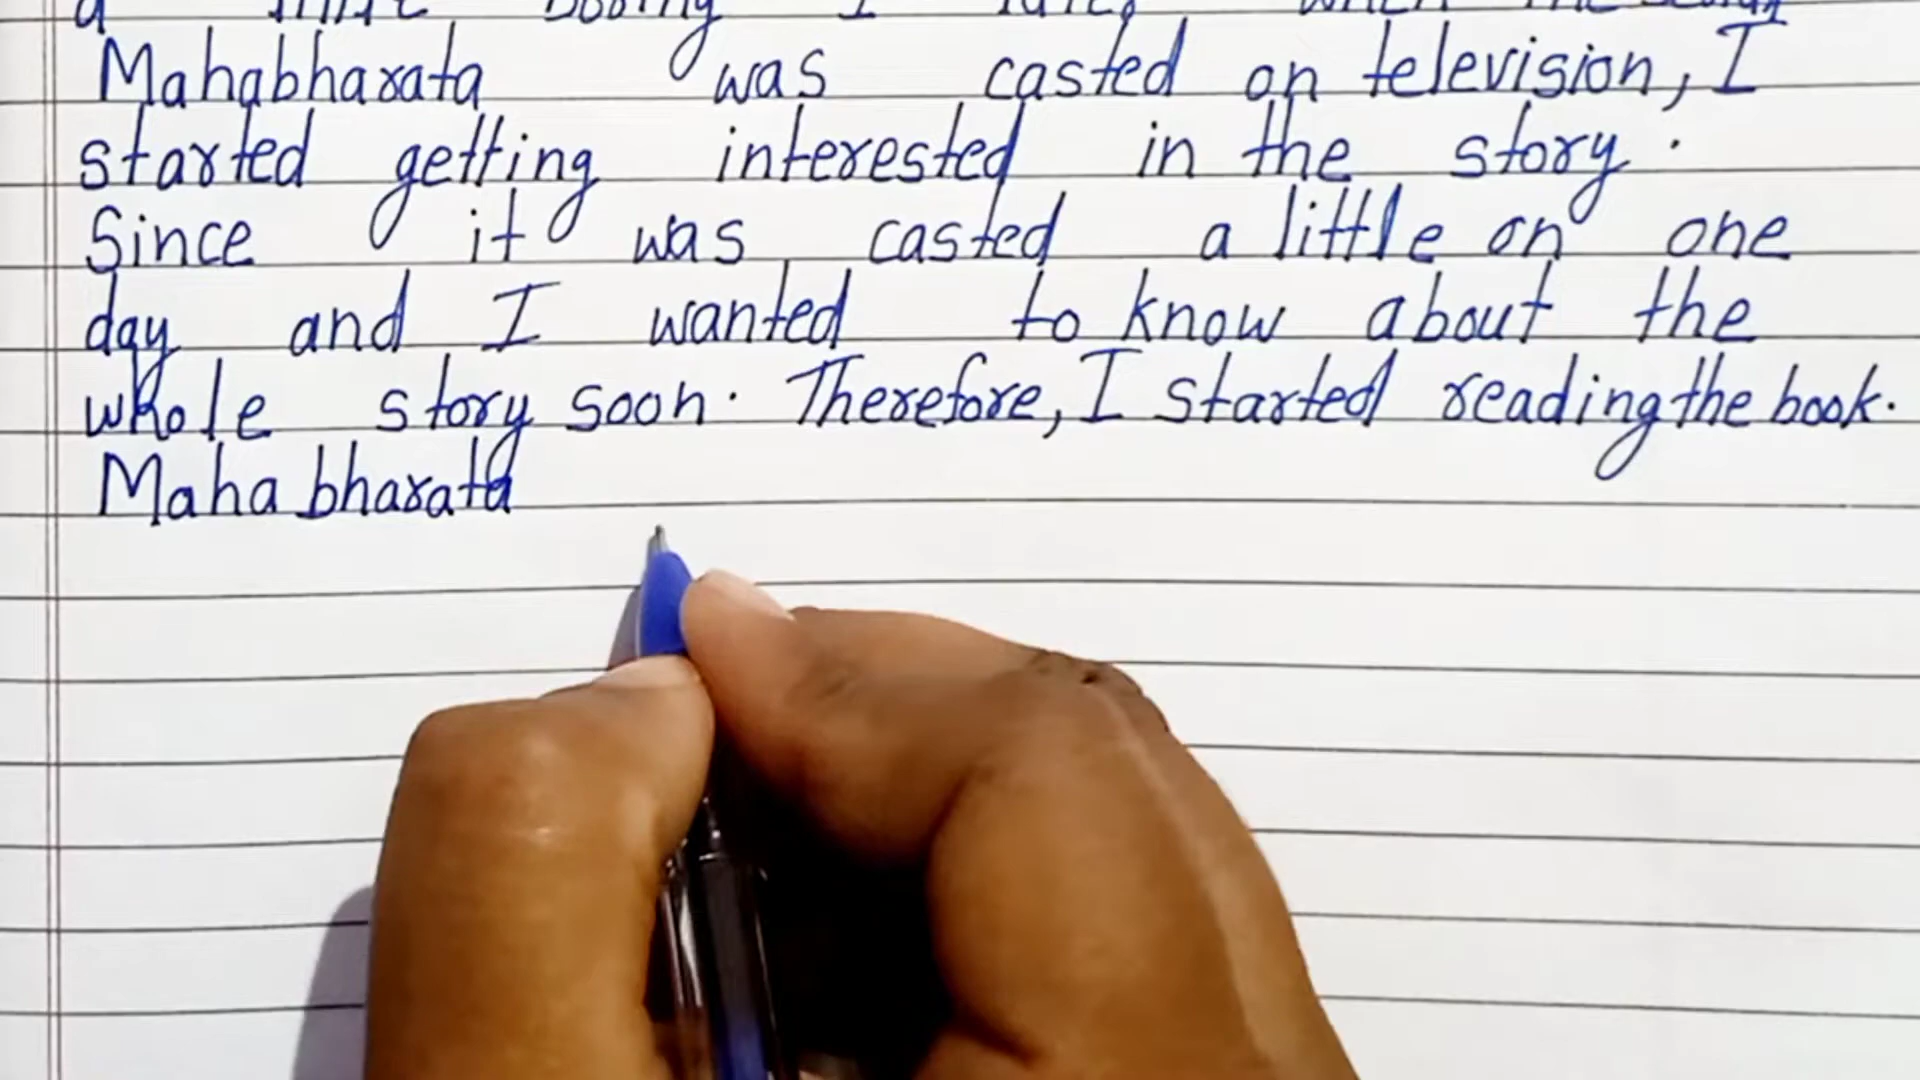 Mahabharata was casted on television, I
started getting interested in the story.
Since it was casted a little on one
day and I wanted to know about the
whole story soon. Therefore, I started reading the book.
Mahabharata